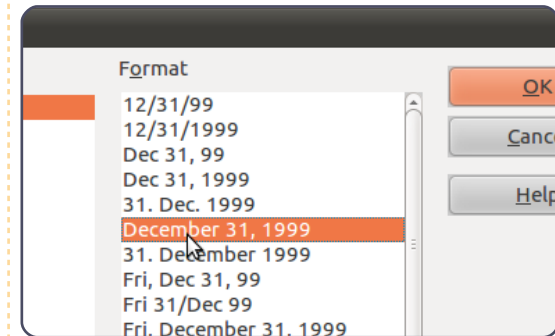 Format
12/31/99
12/31/1999
Dec 31, 99
Dec 31, 1999
31. Dec. 1999
December 31, 1999
31. December 1999
Fri, Dec 31, 99
Fri 31/Dec 99
Fri, December 31, 1999
OK
Canc
Help